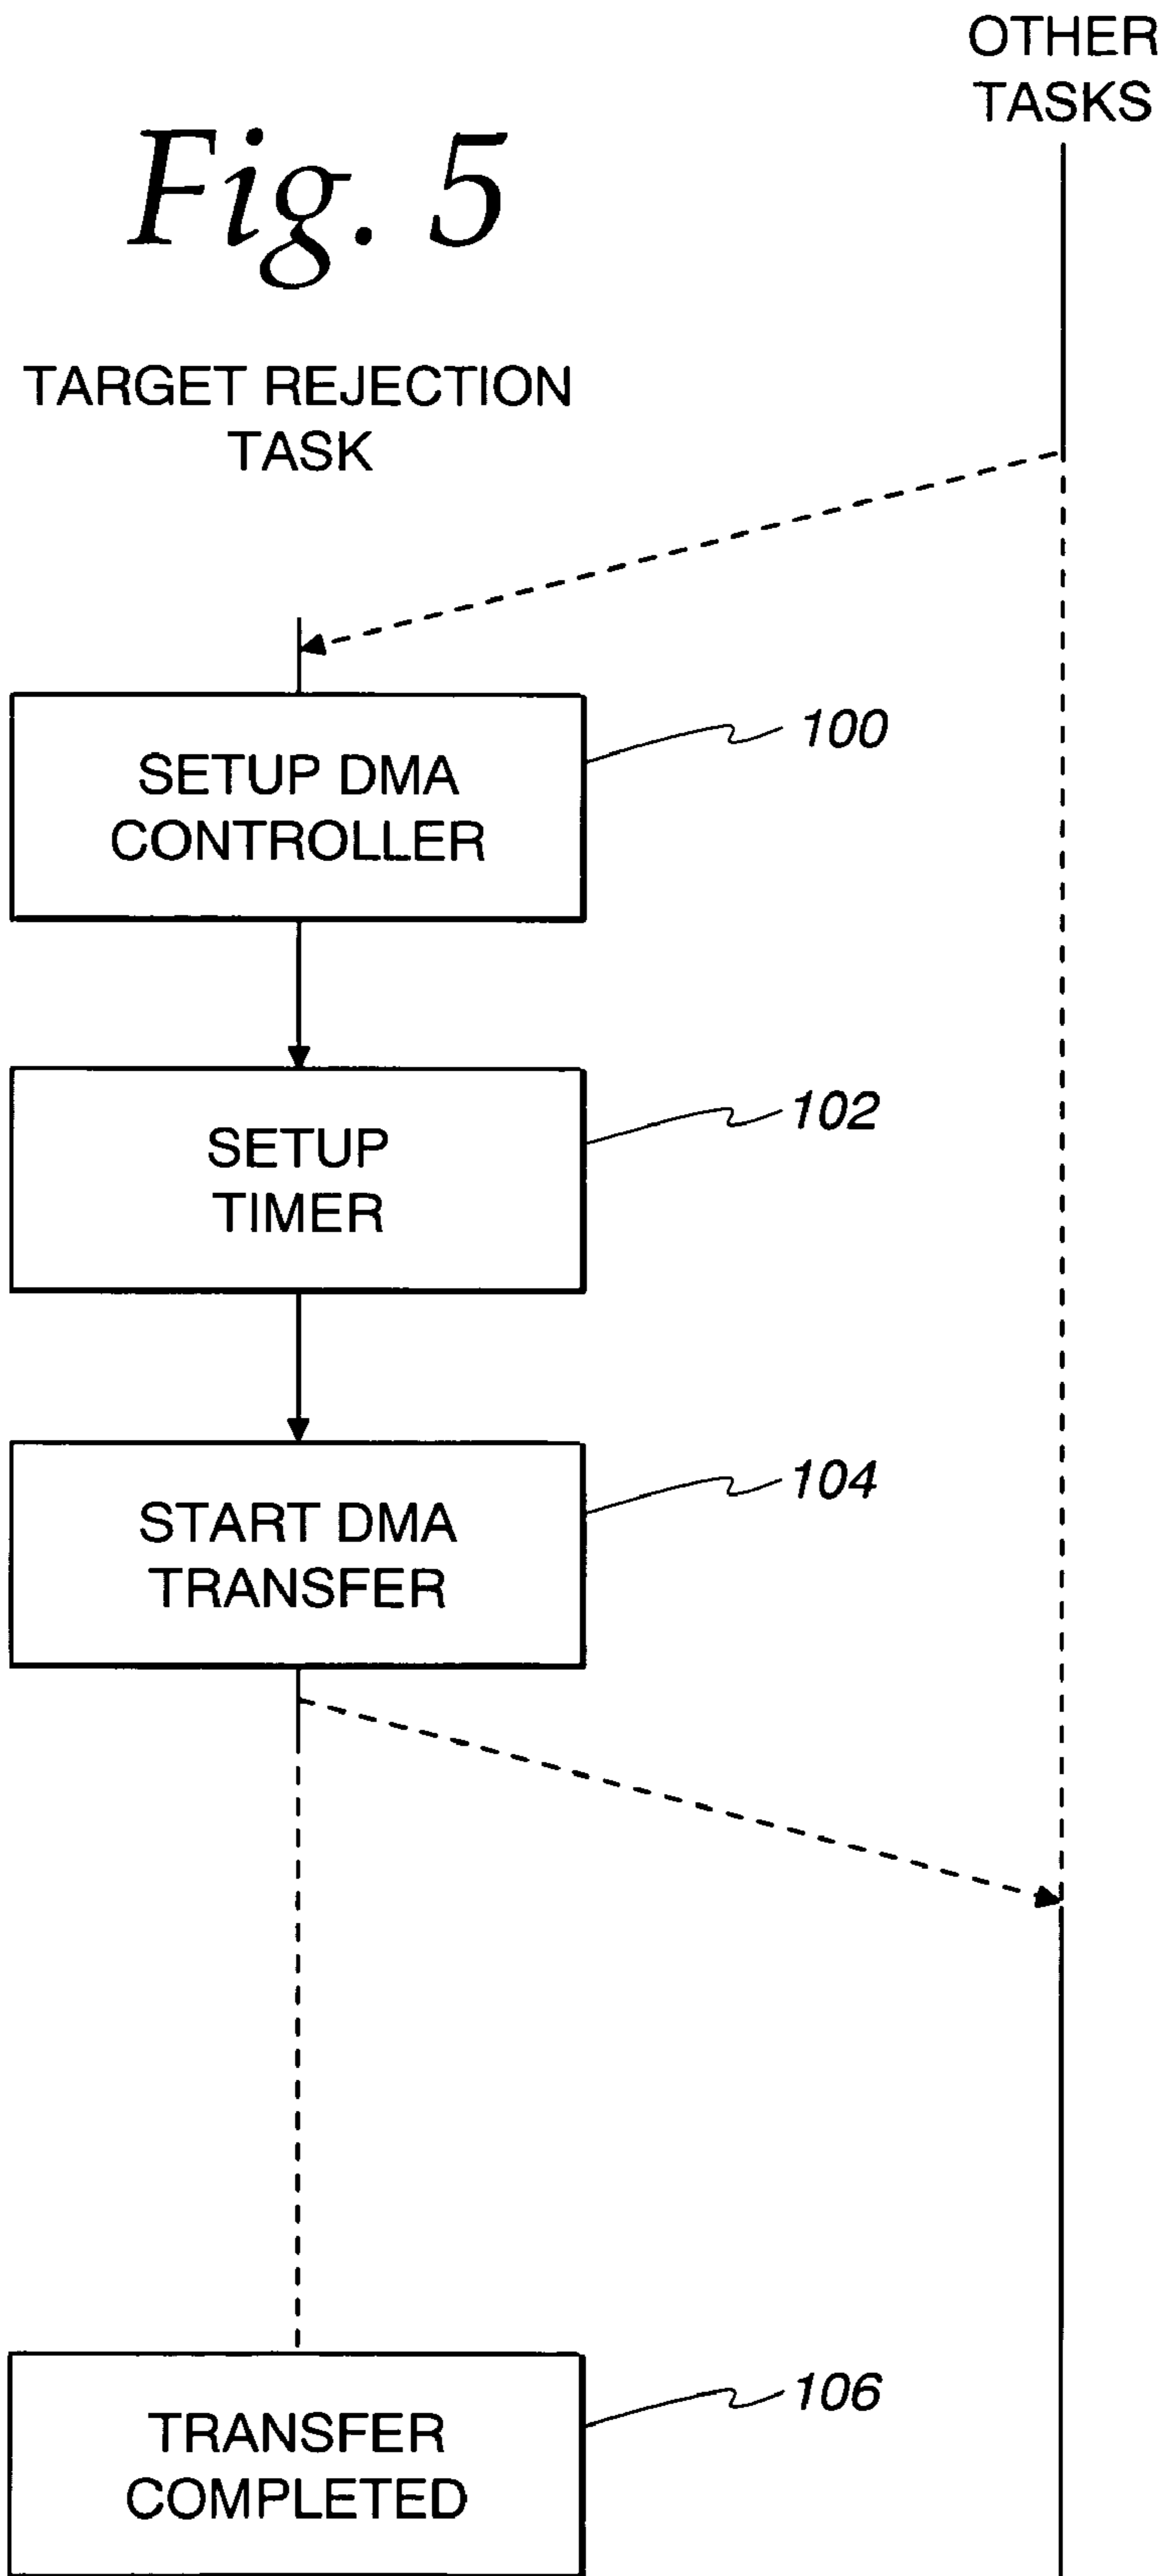 OTHER
TASKS
Fig. 5
TARGET REJECTION
TASK
SETUP DMA
CONTROLLER
100
SETUP
TIMER
102
START DMA
TRANSFER
104
TRANSFER
COMPLETED
106